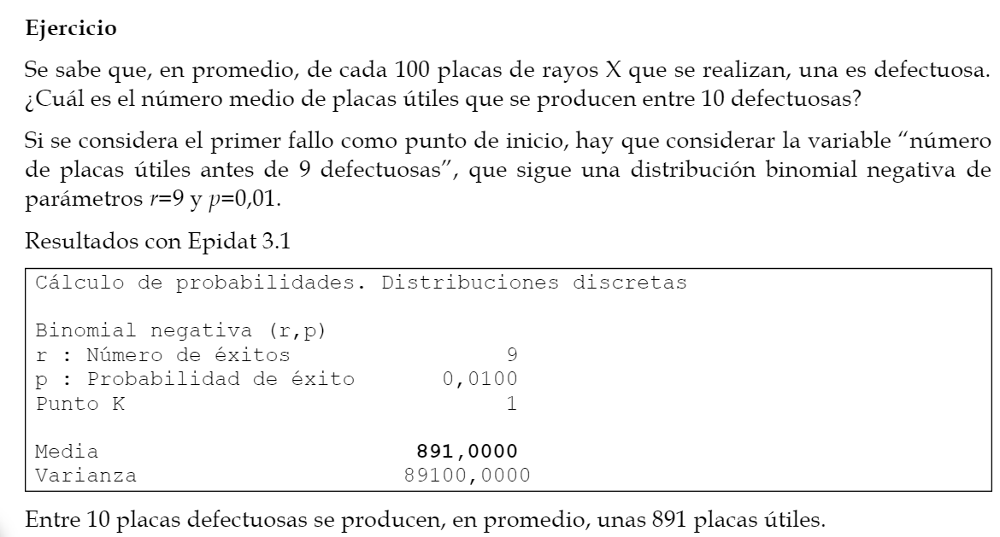 Ejercicio
Se sabe que, en promedio, de cada 100 placas de rayos X que se realizan, una es defectuosa.
¿Cuál es el número medio de placas útiles que se producen entre 10 defectuosas?
Si se considera el primer fallo como punto de inicio, hay que considerar la variable “número
de placas útiles antes de 9 defectuosas”, que sigue una distribución binomial negativa de
parámetros r=9 y p=0,01.
Resultados con Epidat 3.1
Cálculo de probabilidades. Distribuciones discretas
Binomial negativa (r,p)
r : Número de éxitos 9
p : Probabilidad de éxito 0,0100
Punto K 1
Media 891,0000
Varianza 89100,0000
Entre 10 placas defectuosas se producen, en promedio, unas 891 placas útiles.